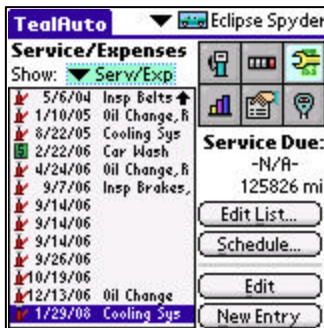 TealAuto
Eclipse Spyder
Service/Expenses
Show: Serv/Exp
5/6/04 Insp Belts
1/10/05 Oil Change, R
8/22/05 Cooling Sys
2/22/06 Car Wash
4/24/06 Oil Change, R
9/7/06 Insp Brakes,
9/14/06
9/14/06
9/14/06
9/26/06
10/19/06
12/13/06 Oil Change
1/29/08 Cooling Sys
Service Due:
-N/A-
125826 mi
Edit List...
Schedule...
Edit
New Entry